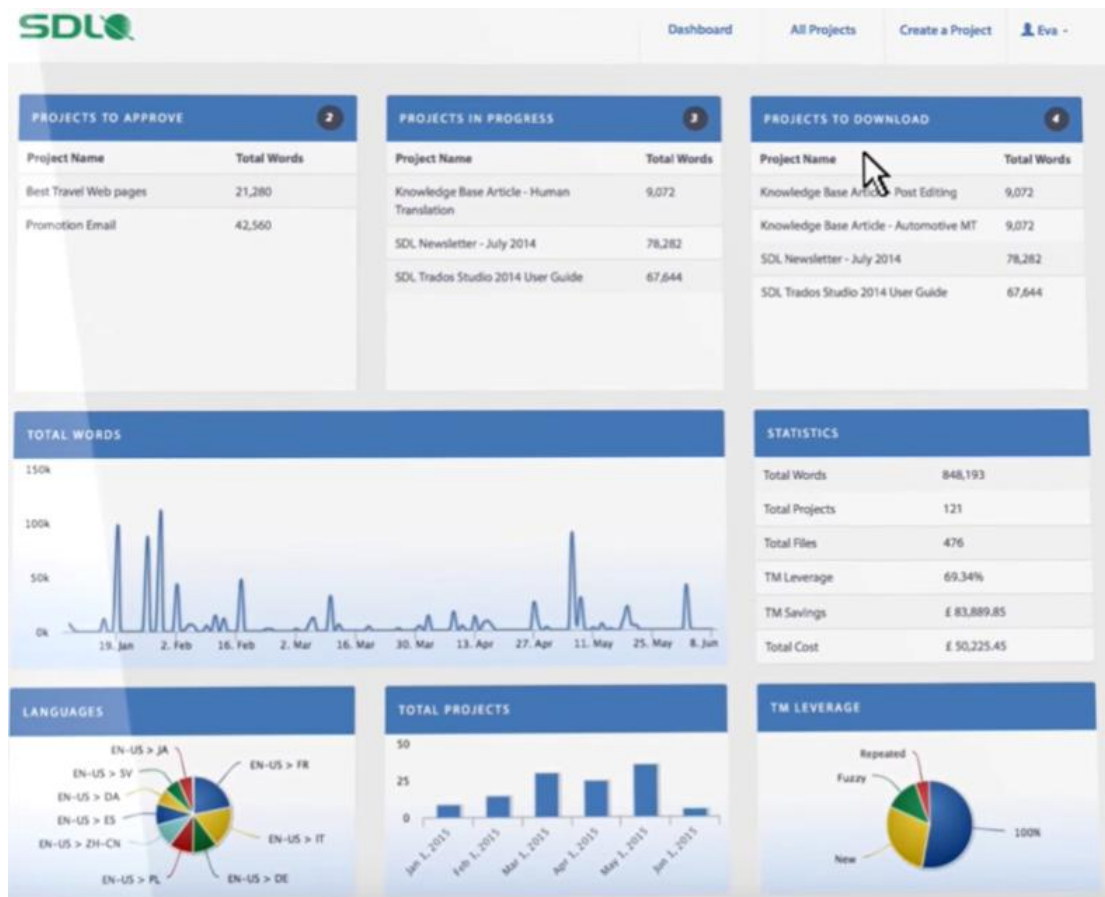 SDL
Dashboard
All Projects
Create a Project
Eva
PROJECTS TO APPROVE 2
Project Name Total Words
Best Travel Web pages 21,280
Promotion Email 42,560
PROJECTS IN PROGRESS 3
Project Name Total Words
Knowledge Base Article - Human 9,072
Translation
SDL Newsletter - July 2014 78,282
SDL Trados Studio 2014 User Guide 67,644
PROJECTS TO DOWNLOAD 4
Project Name Total Words
Knowledge Base Article - Post Editing 9,072
Knowledge Base Article - Automotive MT 9,072
SDL Newsletter - July 2014 78,282
SDL Trados Studio 2014 User Guide 67,644
TOTAL WORDS
150k
100k
50k
0k
19. Jan 2. Feb 16. Feb 2. Mar 16. Mar 30. Mar 13. Apr 27. Apr 11. May 25. May 8. Jun
STATISTICS
Total Words 848,193
Total Projects 121
Total Files 476
TM Leverage 69.34%
TM Savings £ 83,889.85
Total Cost £ 50,225.45
LANGUAGES
EN-US > JA
EN-US > FR
EN-US > SV
EN-US > DA
EN-US > ES
EN-US > IT
EN-US > ZH-CN
EN-US > PL
EN-US > DE
TOTAL PROJECTS
50
25
0
Jan 1, 2015 Feb 1, 2015 Mar 1, 2015 Apr 1, 2015 May 1, 2015 Jun 1, 2015
TM LEVERAGE
Repeated
Fuzzy
100%
New